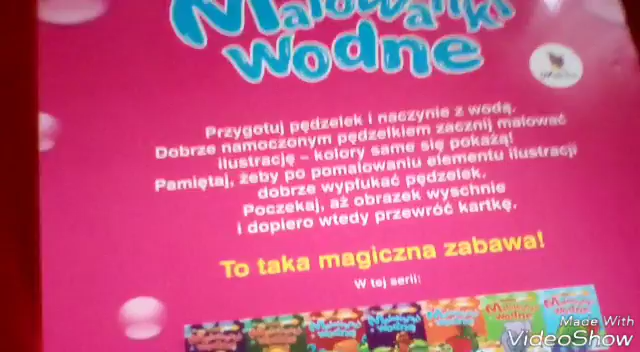 Malowanki
wodne
Przygotuj pędzelek i naczynie z wodą.
Dobrze namoczonym pędzelkiem zacznij malować
ilustrację – kolory same się pokażą!
Pamiętaj, żeby po pomalowaniu elementu ilustracji
dobrze wypłukać pędzelek.
Poczekaj, aż obrazek wyschnie
i dopiero wtedy przewróć kartkę.
To taka magiczna zabawa!
W tej serii:
Made With
VideoShow